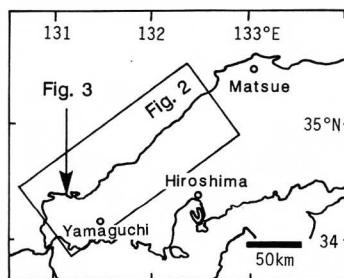 131 132 133°E
Fig. 3
Fig. 2
Matsue
35°N
Hiroshima
Yamaguchi
50km
34